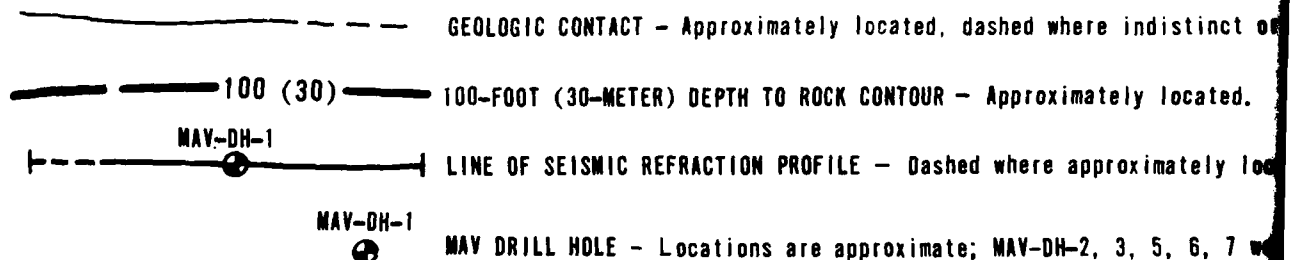 GEOLOGIC CONTACT - Approximately located, dashed where indistinct
100 (30) 100-FOOT (30-METER) DEPTH TO ROCK CONTOUR - Approximately located.
MAV-DH-1
LINE OF SEISMIC REFRACTION PROFILE - Dashed where approximately
MAV-DH-1
MAV DRILL HOLE - Locations are approximate; MAV-DH-2, 3, 5, 6, 7